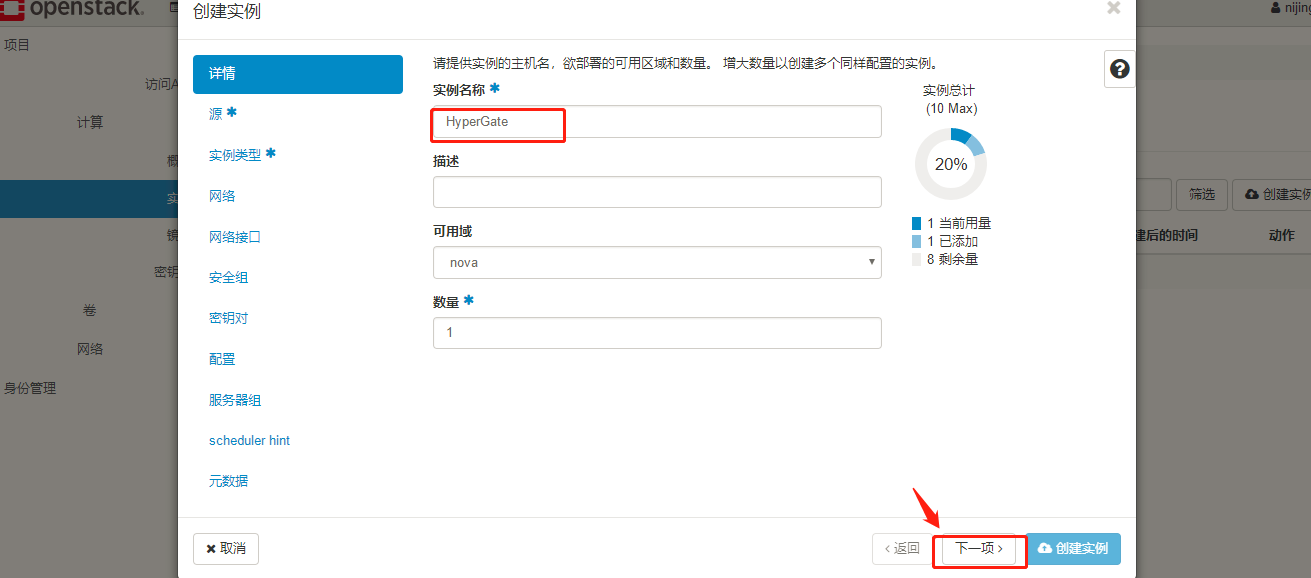 openstack.
创建实例
nijing
项目
访问A
计算
概
实
镜
密钥
卷
网络
身份管理
详情
源 *
实例类型 *
网络
网络接口
安全组
密钥对
配置
服务器组
scheduler hint
元数据
请提供实例的主机名，欲部署的可用区域和数量。 增大数量以创建多个同样配置的实例。
实例名称 *
HyperGate
描述
可用域
nova
数量 *
1
实例总计
(10 Max)
20%
1 当前用量
1 已添加
8 剩余量
筛选
创建实例
建后的时间
动作
取消
返回
下一项
创建实例